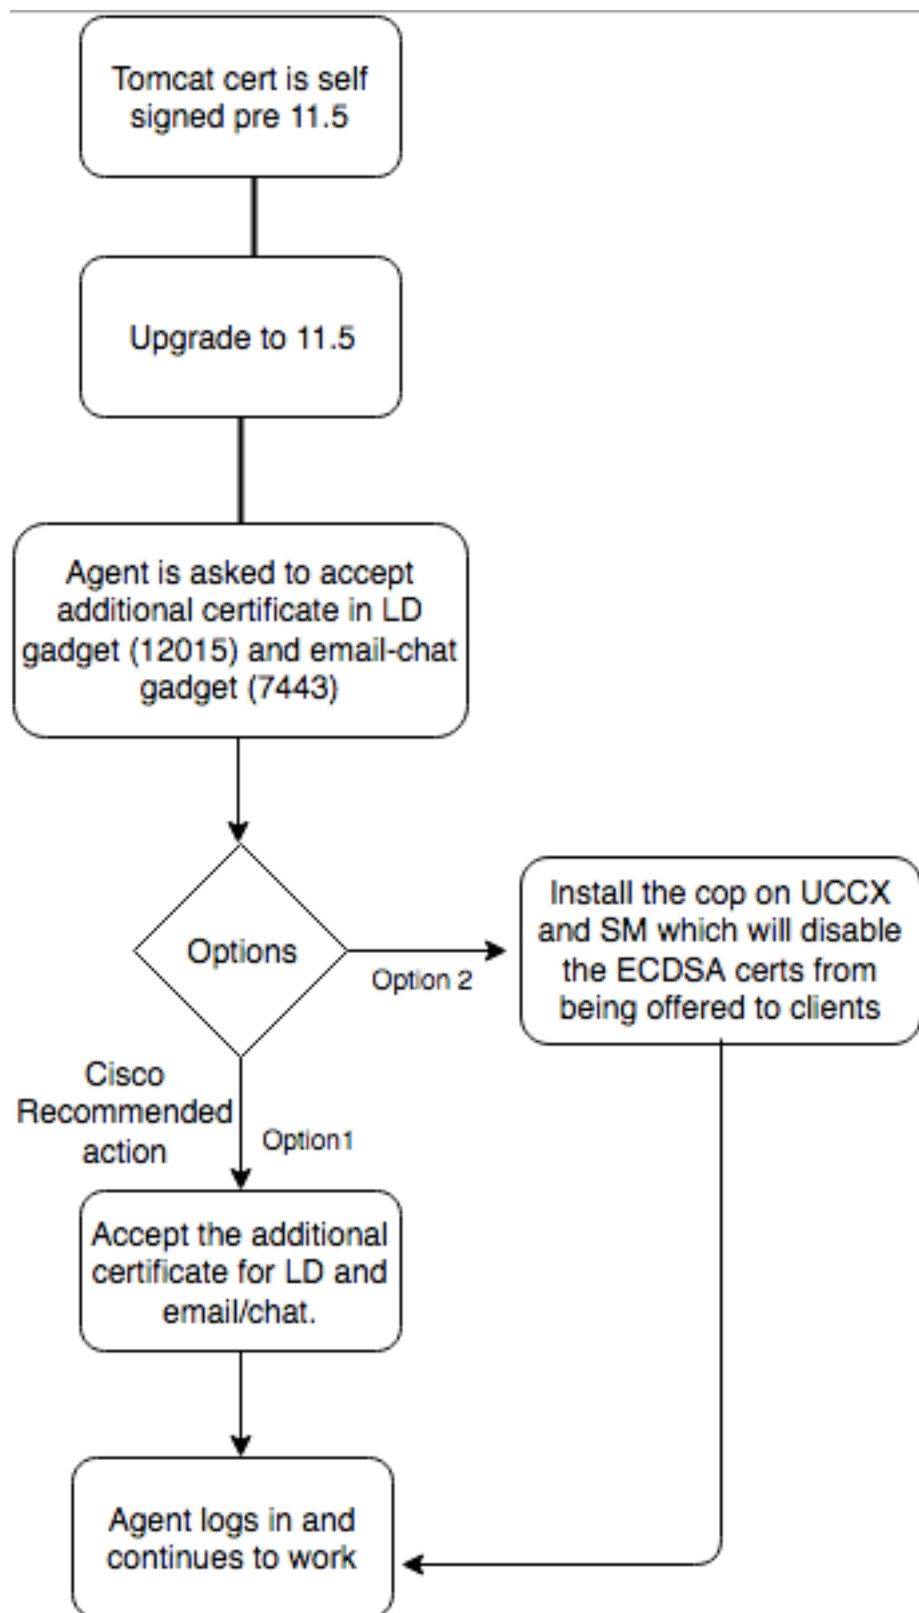 Tomcat cert is self
signed pre 11.5
Upgrade to 11.5
Agent is asked to accept
additional certificate in LD
gadget (12015) and email-chat
gadget (7443)
Options
Option 2
Install the cop on UCCX
and SM which will disable
the ECDSA certs from
being offered to clients
Cisco
Recommended
action
Option1
Accept the additional
certificate for LD and
email/chat.
Agent logs in and
continues to work